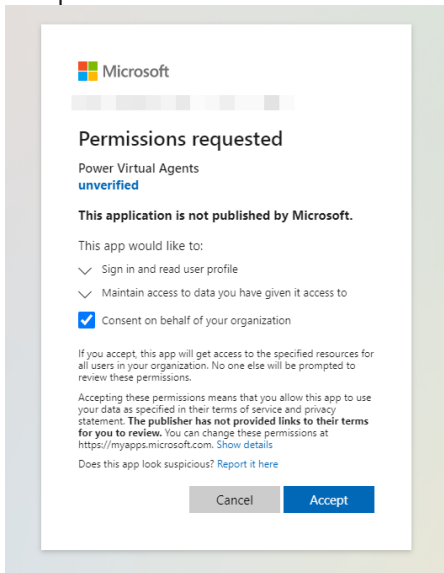 Microsoft
Permissions requested
Power Virtual Agents
unverified
This application is not published by Microsoft.
This app would like to:
Sign in and read user profile
Maintain access to data you have given it access to
Consent on behalf of your organization
If you accept, this app will get access to the specified resources for
all users in your organization. No one else will be prompted to
review these permissions.
Accepting these permissions means that you allow this app to use
your data as specified in their terms of service and privacy
statement. The publisher has not provided links to their terms
for you to review. You can change these permissions at
https://myapps.microsoft.com. Show details
Does this app look suspicious? Report it here
Cancel Accept